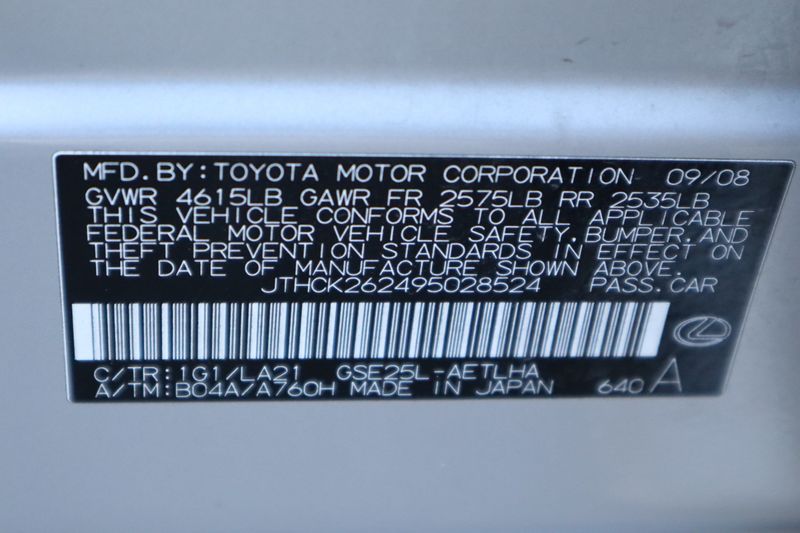 MFD. BY: TOYOTA MOTOR CORPORATION 09/08
GVWR 4615LB GAWR FR 2575LB RR 2535LB
THIS VEHICLE CONFORMS TO ALL APPLICABLE
FEDERAL MOTOR VEHICLE SAFETY, BUMPER, AND
THEFT PREVENTION STANDARDS IN EFFECT ON
THE DATE OF MANUFACTURE SHOWN ABOVE.
JTHCK262495028524 PASS. CAR
C/TR: 1G1/LA21 GSE25L-AETLHA
A/TM: B04A/A760H MADE IN JAPAN 640 A